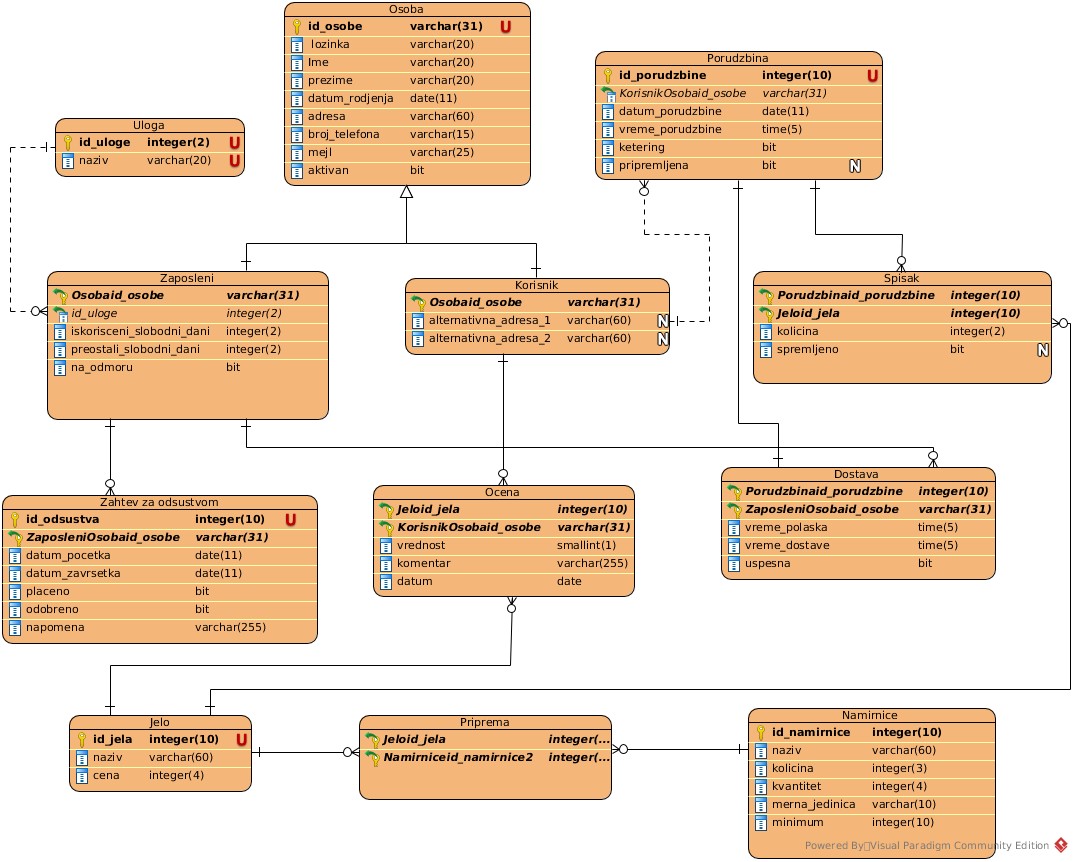 Osoba
id_osobe varchar(31) U
lozinka varchar(20)
Ime varchar(20)
prezime varchar(20)
datum_rodjenja date(11)
adresa varchar(60)
broj_telefona varchar(15)
mejl varchar(25)
aktivan bit
Porudzbina
id_porudzbine integer(10) U
KorisnikOsobaid_osobe varchar(31)
datum_porudzbine date(11)
vreme_porudzbine time(5)
ketering bit
pripremljena bit N
Uloga
id_uloge integer(2) U
naziv varchar(20) U
Zaposleni
Osobaid_osobe varchar(31)
id_uloge integer(2)
iskorisceni_slobodni_dani integer(2)
preostali_slobodni_dani integer(2)
na_odmoru bit
Korisnik
Osobaid_osobe varchar(31)
alternativna_adresa_1 varchar(60) N
alternativna_adresa_2 varchar(60) N
Spisak
Porudzbinaid_porudzbine integer(10)
Jeloid_jela integer(10)
kolicina integer(2)
spremljeno bit N
Zahtev za odsustvom
id_odsustva integer(10) U
ZaposleniOsobaid_osobe varchar(31)
datum_pocetka date(11)
datum_zavrsetka date(11)
placeno bit
odobreno bit
napomena varchar(255)
Ocena
Jeloid_jela integer(10)
KorisnikOsobaid_osobe varchar(31)
vrednost smallint(1)
komentar varchar(255)
datum date
Dostava
Porudzbinaid_porudzbine integer(10)
ZaposleniOsobaid_osobe varchar(31)
vreme_polaska time(5)
vreme_dostave time(5)
uspesna bit
Jelo
id_jela integer(10) U
naziv varchar(60)
cena integer(4)
Priprema
Jeloid_jela integer(...
Namirniceid_namirnice2 integer(...
Namirnice
id_namirnice integer(10)
naziv varchar(60)
kolicina integer(3)
kvantitet integer(4)
merna_jedinica varchar(10)
minimum integer(10)
Powered By Visual Paradigm Community Edition